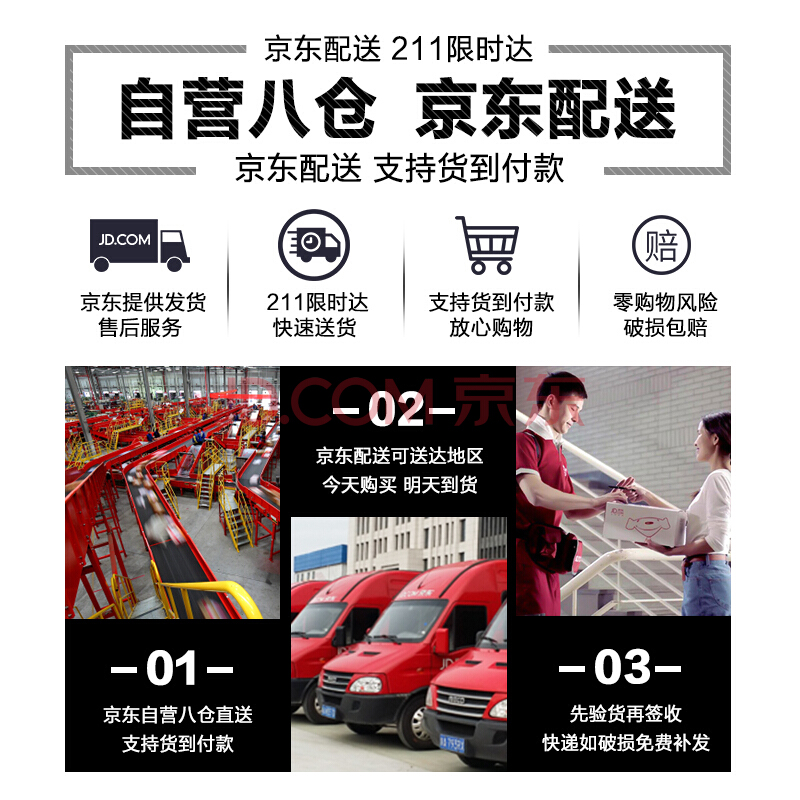 京东配送 211限时达
自营八仓 京东配送
京东配送 支持货到付款
JD.COM
京东提供发货
售后服务
211限时达
快速送货
支持货到付款
放心购物
赔
零购物风险
破损包赔
JD.COM 京东
-02-
京东配送可送达地区
今天购买 明天到货
-01-
京东自营八仓直送
支持货到付款
-03-
先验货再签收
快递如破损免费补发